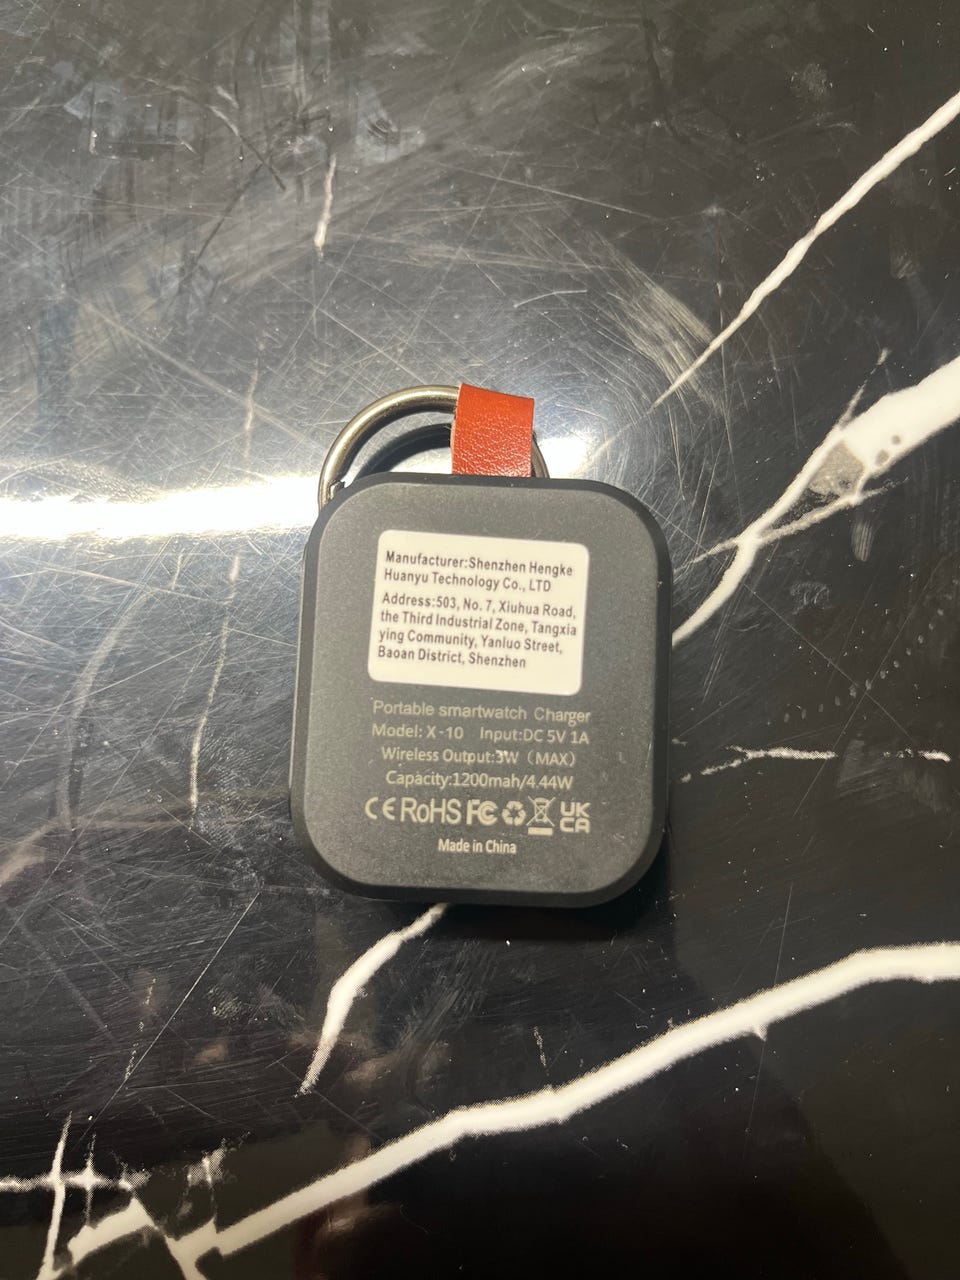 Manufacturer:Shenzhen Hengke
Huanyu Technology Co., LTD
Address:503, No. 7, Xiuhua Road,
the Third Industrial Zone, Tangxia
ying Community, Yanluo Street,
Baoan District, Shenzhen
Portable smartwatch Charger
Model: X-10 Input:DC 5V 1A
Wireless Output:3W（MAX）
Capacity:1200mah/4.44W
CE RoHS FC UK
CA
Made in China